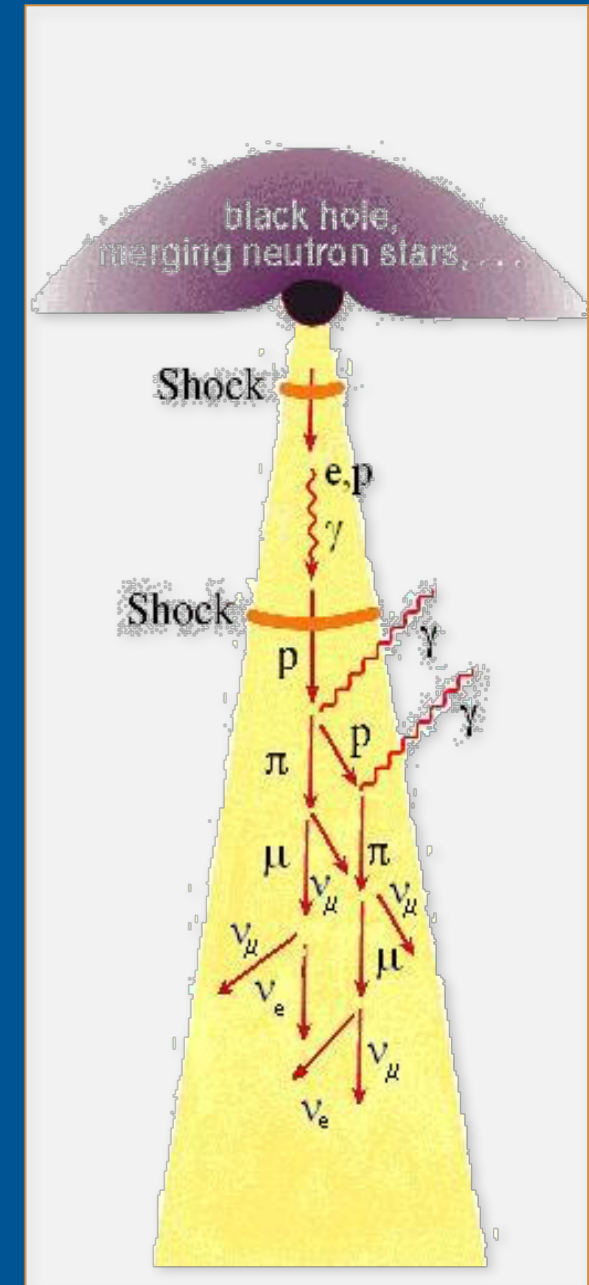 black hole,
merging neutron stars, . . .
Shock
e,p
γ
Shock
γ
p
γ
p
π
μ
π
ν_μ
ν_μ
ν_μ
μ
ν_e
ν_μ
ν_e